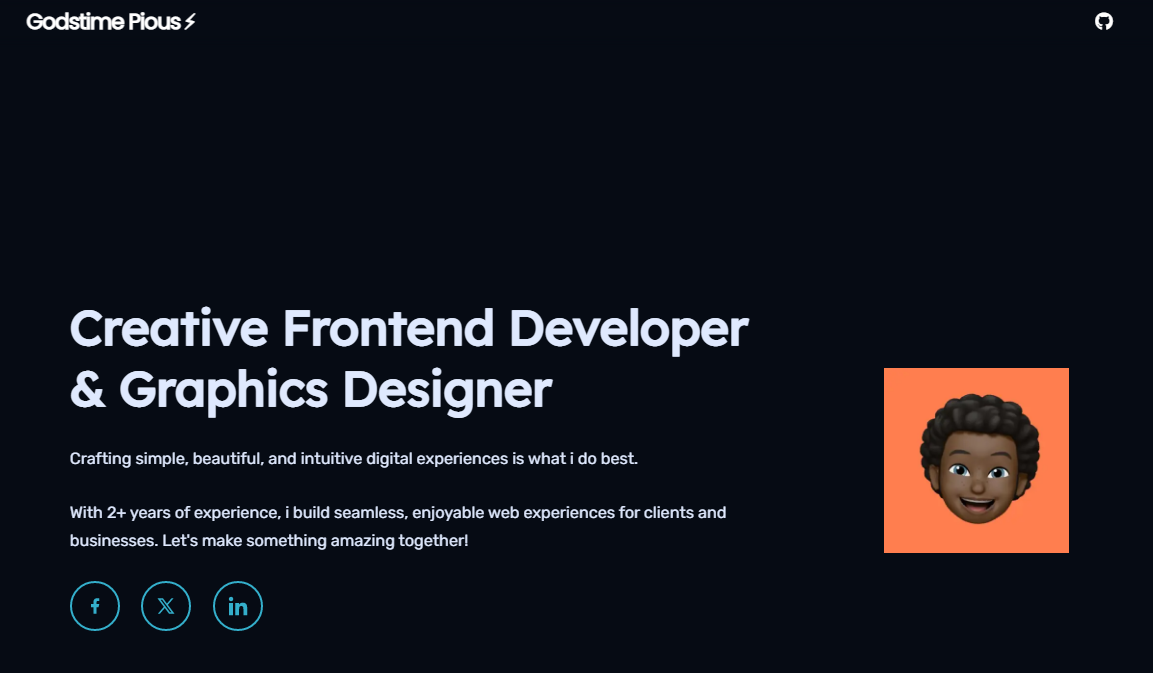 Godstime Pious⚡
Creative Frontend Developer
& Graphics Designer
Crafting simple, beautiful, and intuitive digital experiences is what i do best.
With 2+ years of experience, i build seamless, enjoyable web experiences for clients and
businesses. Let's make something amazing together!